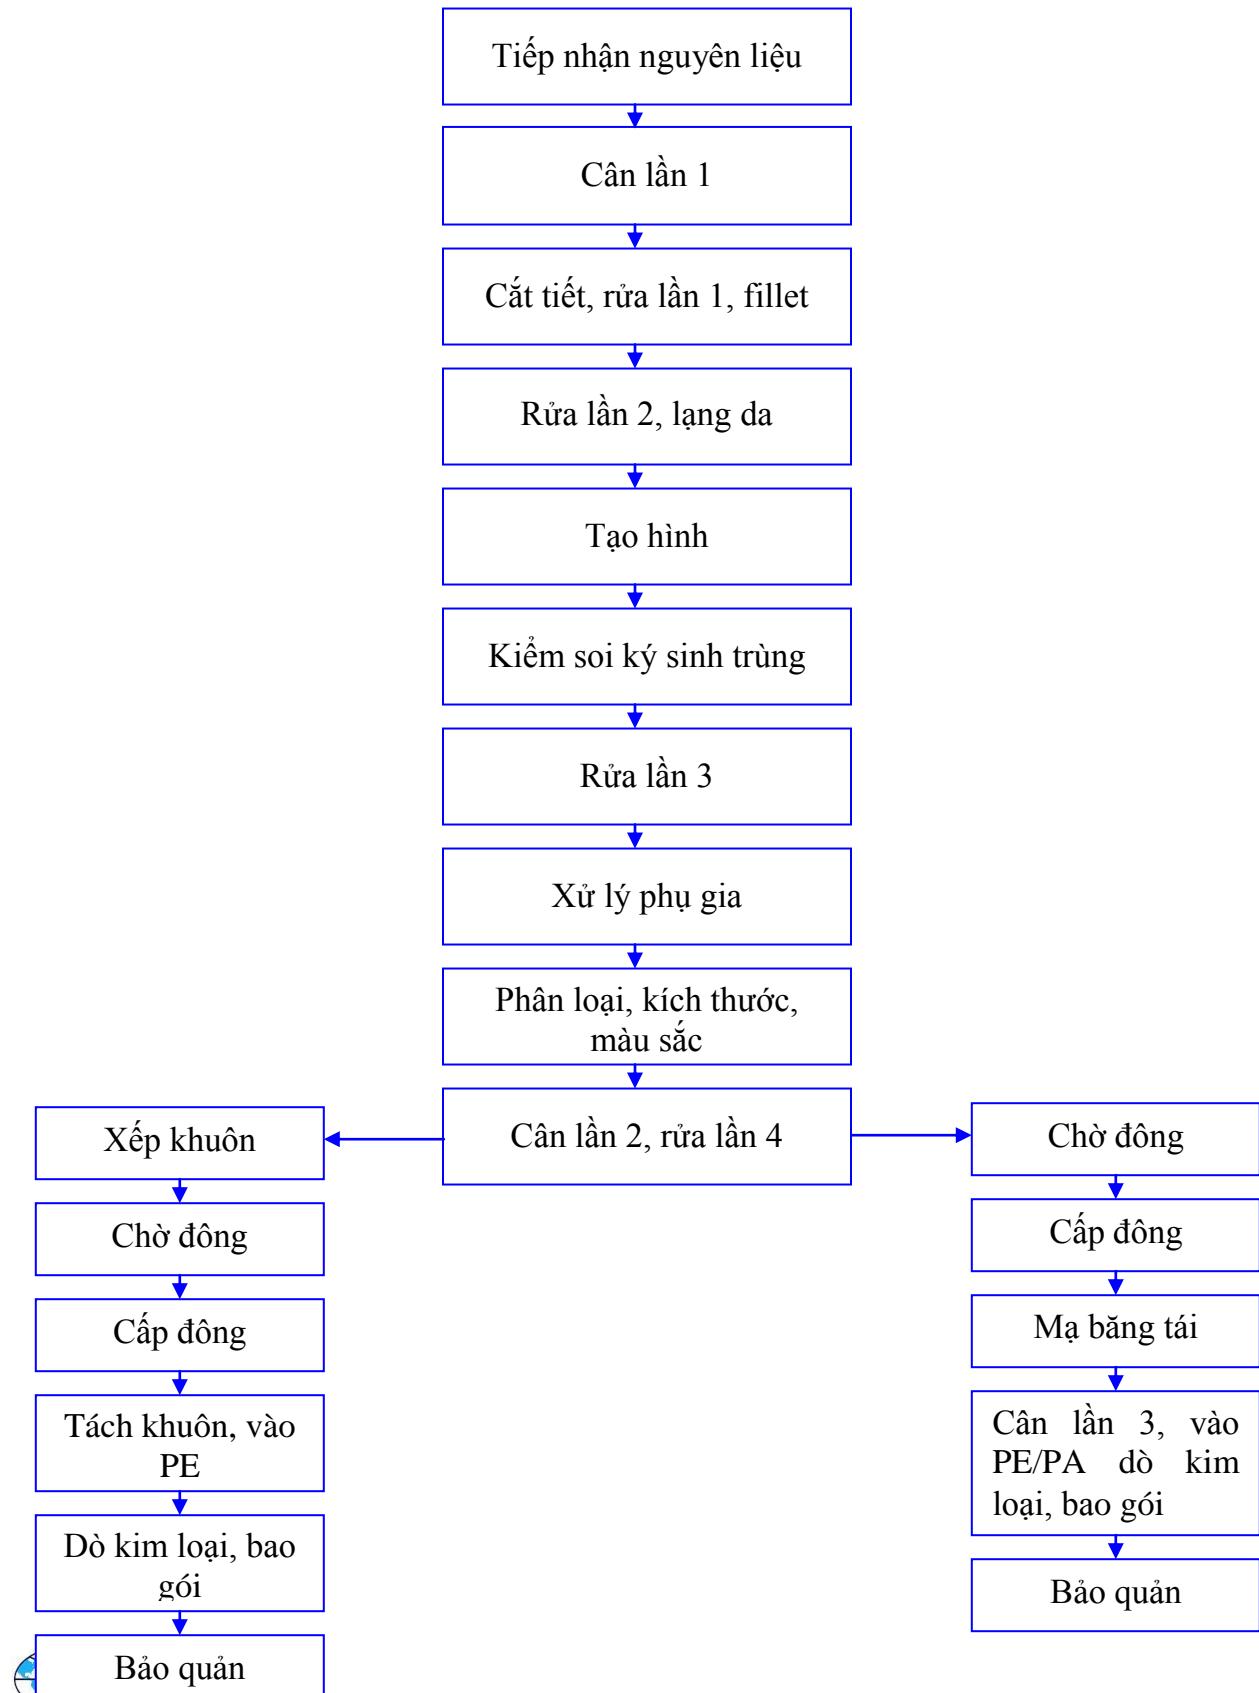 Tiếp nhận nguyên liệu
Cân lần 1
Cắt tiết, rửa lần 1, fillet
Rửa lần 2, lạng da
Tạo hình
Kiểm soi ký sinh trùng
Rửa lần 3
Xử lý phụ gia
Phân loại, kích thước,
màu sắc
Cân lần 2, rửa lần 4
Xếp khuôn
Chờ đông
Cấp đông
Tách khuôn, vào
PE
Dò kim loại, bao
gói
Bảo quản
Chờ đông
Cấp đông
Mạ băng tái
Cân lần 3, vào
PE/PA dò kim
loại, bao gói
Bảo quản